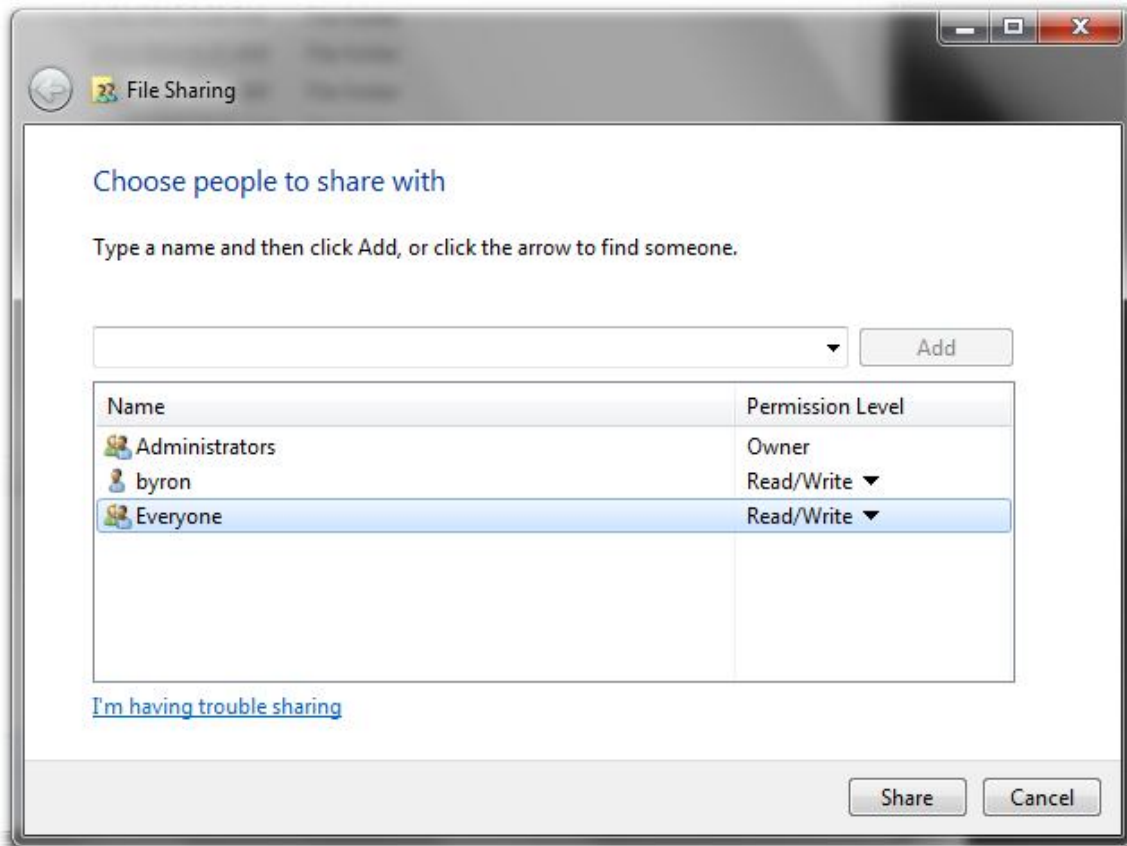 File Sharing
Choose people to share with
Type a name and then click Add, or click the arrow to find someone.
Add
Name Permission Level
Administrators Owner
byron Read/Write
Everyone Read/Write
I'm having trouble sharing
Share Cancel